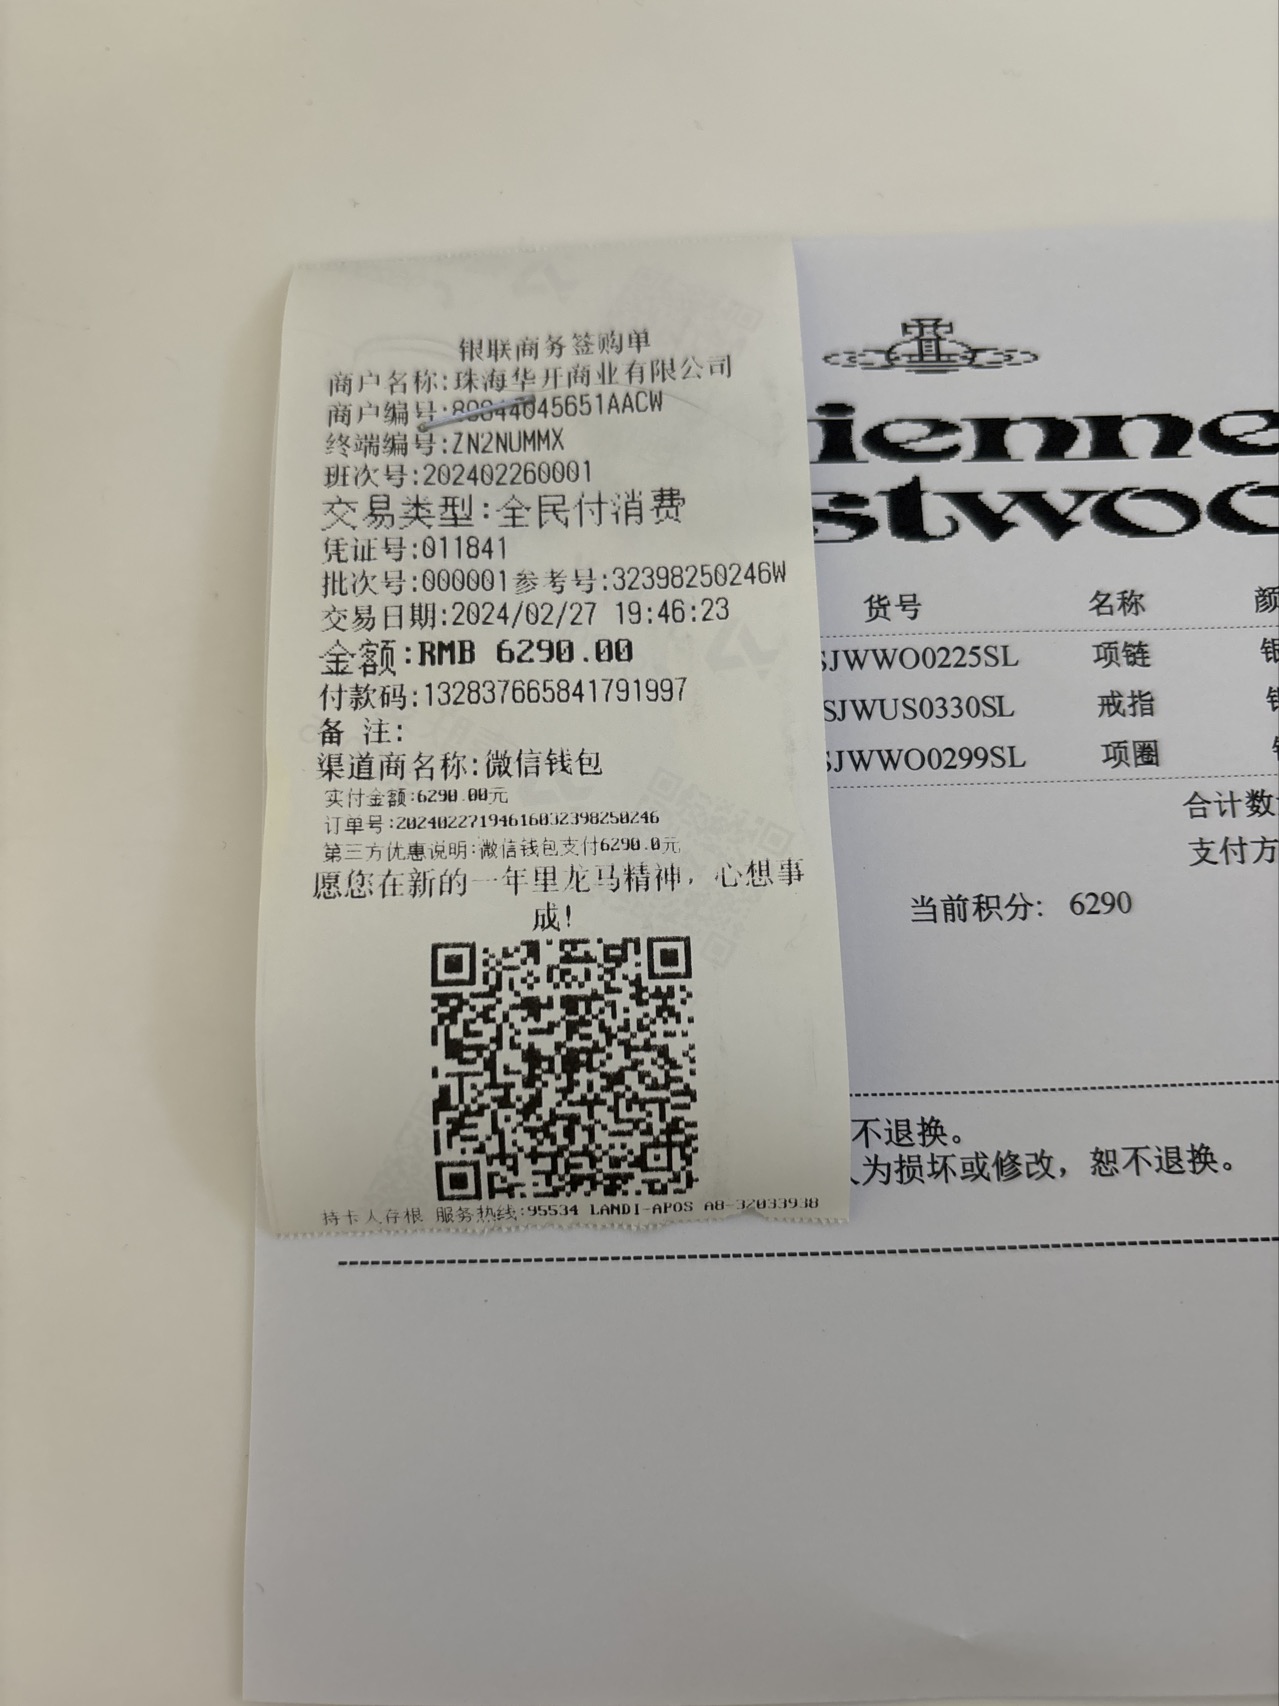 银联商务签购单
商户名称:珠海华开商业有限公司
商户编号:89844045651AACW
终端编号:ZN2NUMMX
班次号:202402260001
交易类型:全民付消费
凭证号:011841
批次号:000001 参考号:32398250246W
交易日期:2024/02/27 19:46:23
金额:RMB 6290.00
付款码:132837665841791997
备 注:
渠道商名称:微信钱包
实付金额:6290.00元
订单号:20240227194616032398250246
第三方优惠说明:微信钱包支付6290.0元
愿您在新的一年里龙马精神，心想事
成!
持卡人存根 服务热线:95534 LANDI-APOS A8-32033938
ienne
stwoo
货号 名称 颜
SJWWO0225SL 项链 银
SJWUS0330SL 戒指
SJWWO0299SL 项圈
合计数
支付方
当前积分: 6290
不退换。
人为损坏或修改，恕不退换。